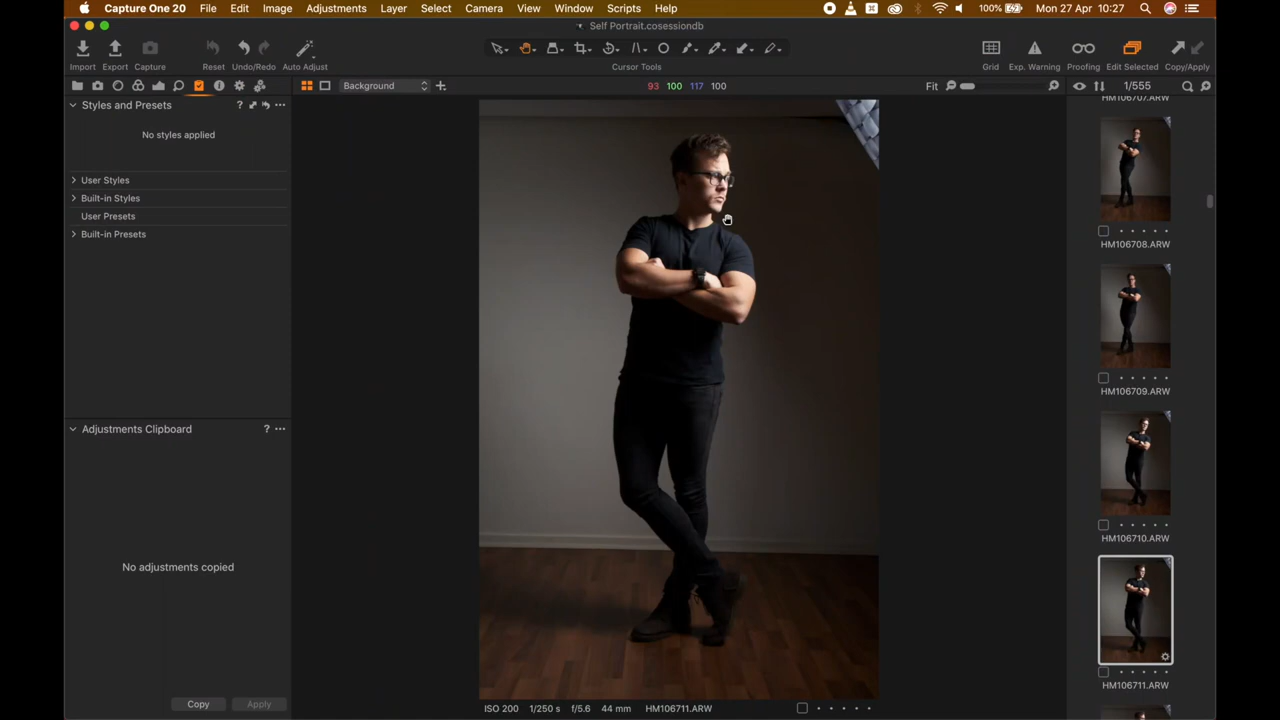 Capture One 20 File Edit Image Adjustments Layer Select Camera View Window Scripts Help 100% Mon 27 Apr 10:27
Self Portrait.cosessiondb
Import Export Capture Reset Undo/Redo Auto Adjust Cursor Tools Grid Exp. Warning Proofing Edit Selected Copy/Apply
Background 93 100 117 100 Fit 1/555
HM106707.ARW
Styles and Presets ?
No styles applied
User Styles
Built-in Styles
User Presets
Built-in Presets
HM106708.ARW
HM106709.ARW
Adjustments Clipboard ?
HM106710.ARW
No adjustments copied
HM106711.ARW
Copy Apply
ISO 200 1/250 s f/5.6 44 mm HM106711.ARW